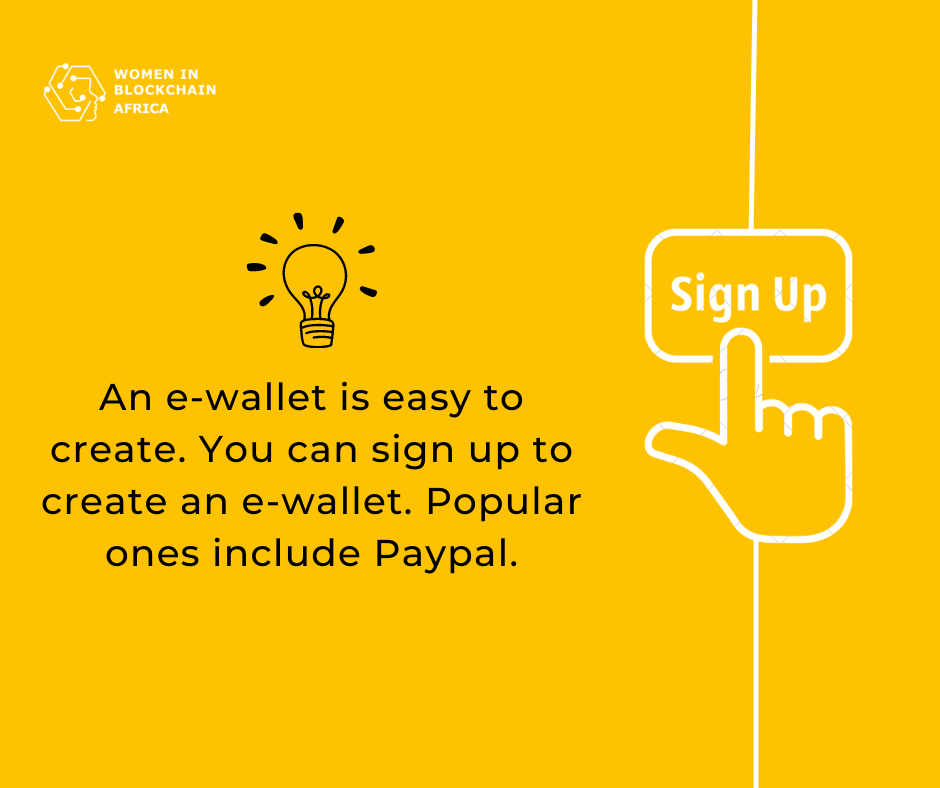 WOMEN IN
BLOCKCHAIN
AFRICA
Sign Up
An e-wallet is easy to
create. You can sign up to
create an e-wallet. Popular
ones include Paypal.